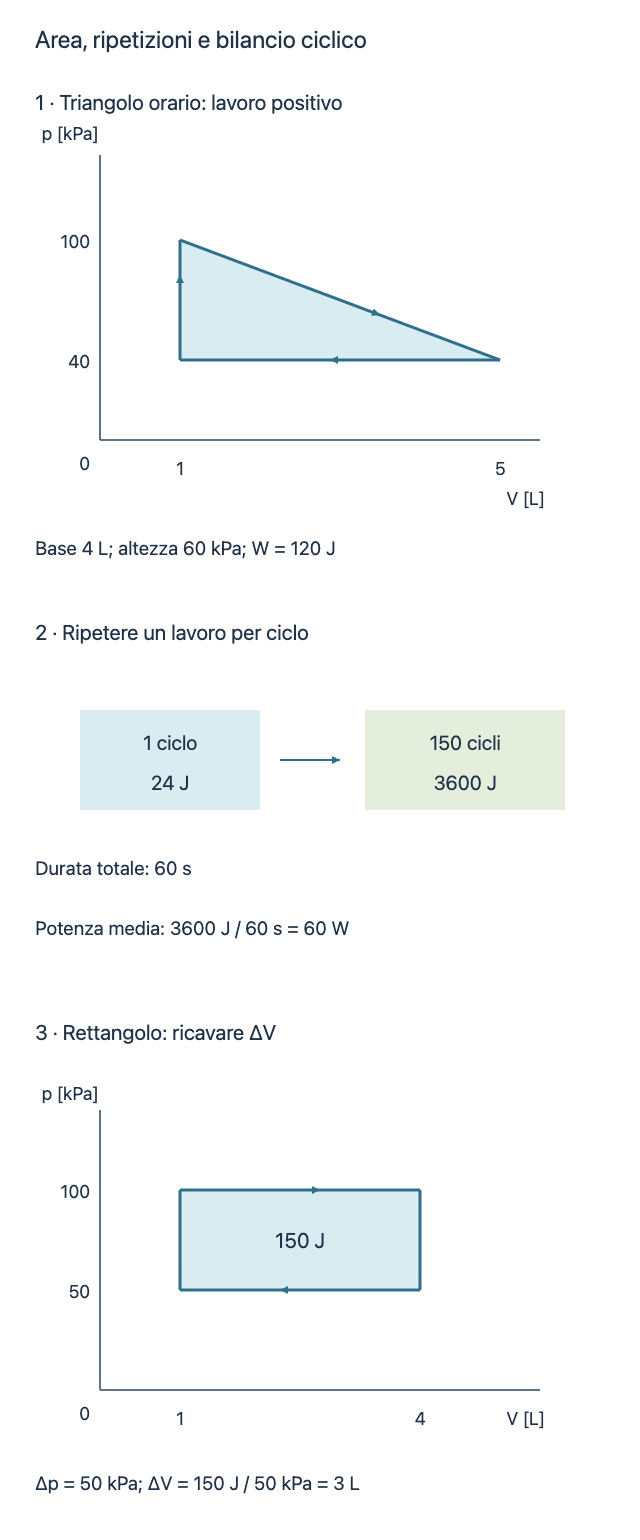 Area, ripetizioni e bilancio ciclico
1 · Triangolo orario: lavoro positivo
p [kPa]
100
40
0
1
5
V [L]
Base 4 L; altezza 60 kPa; W = 120 J
2 · Ripetere un lavoro per ciclo
1 ciclo
24 J
150 cicli
3600 J
Durata totale: 60 s
Potenza media: 3600 J / 60 s = 60 W
3 · Rettangolo: ricavare ΔV
p [kPa]
100
150 J
50
0
1
4
V [L]
Δp = 50 kPa; ΔV = 150 J / 50 kPa = 3 L